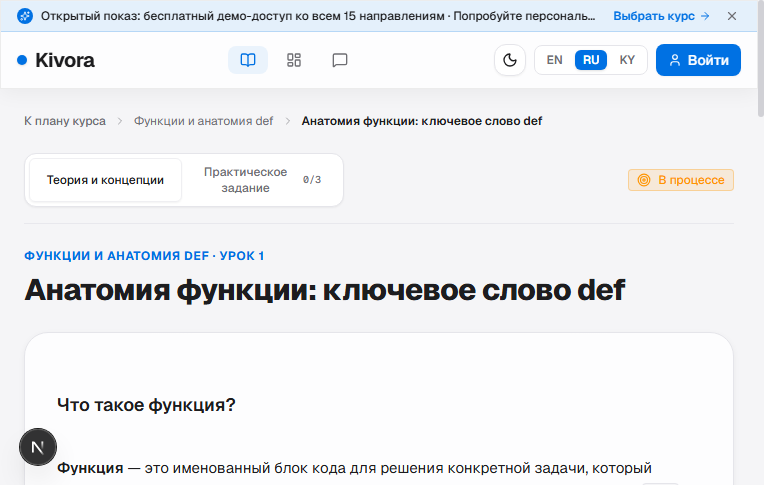 Открытый показ: бесплатный демо-доступ ко всем 15 направлениям · Попробуйте персональ... Выбрать курс →
Kivora EN RU KY Войти
К плану курса > Функции и анатомия def > Анатомия функции: ключевое слово def
Теория и концепции Практическое задание 0/3 В процессе
ФУНКЦИИ И АНАТОМИЯ DEF · УРОК 1
Анатомия функции: ключевое слово def
Что такое функция?
N
Функция — это именованный блок кода для решения конкретной задачи, который